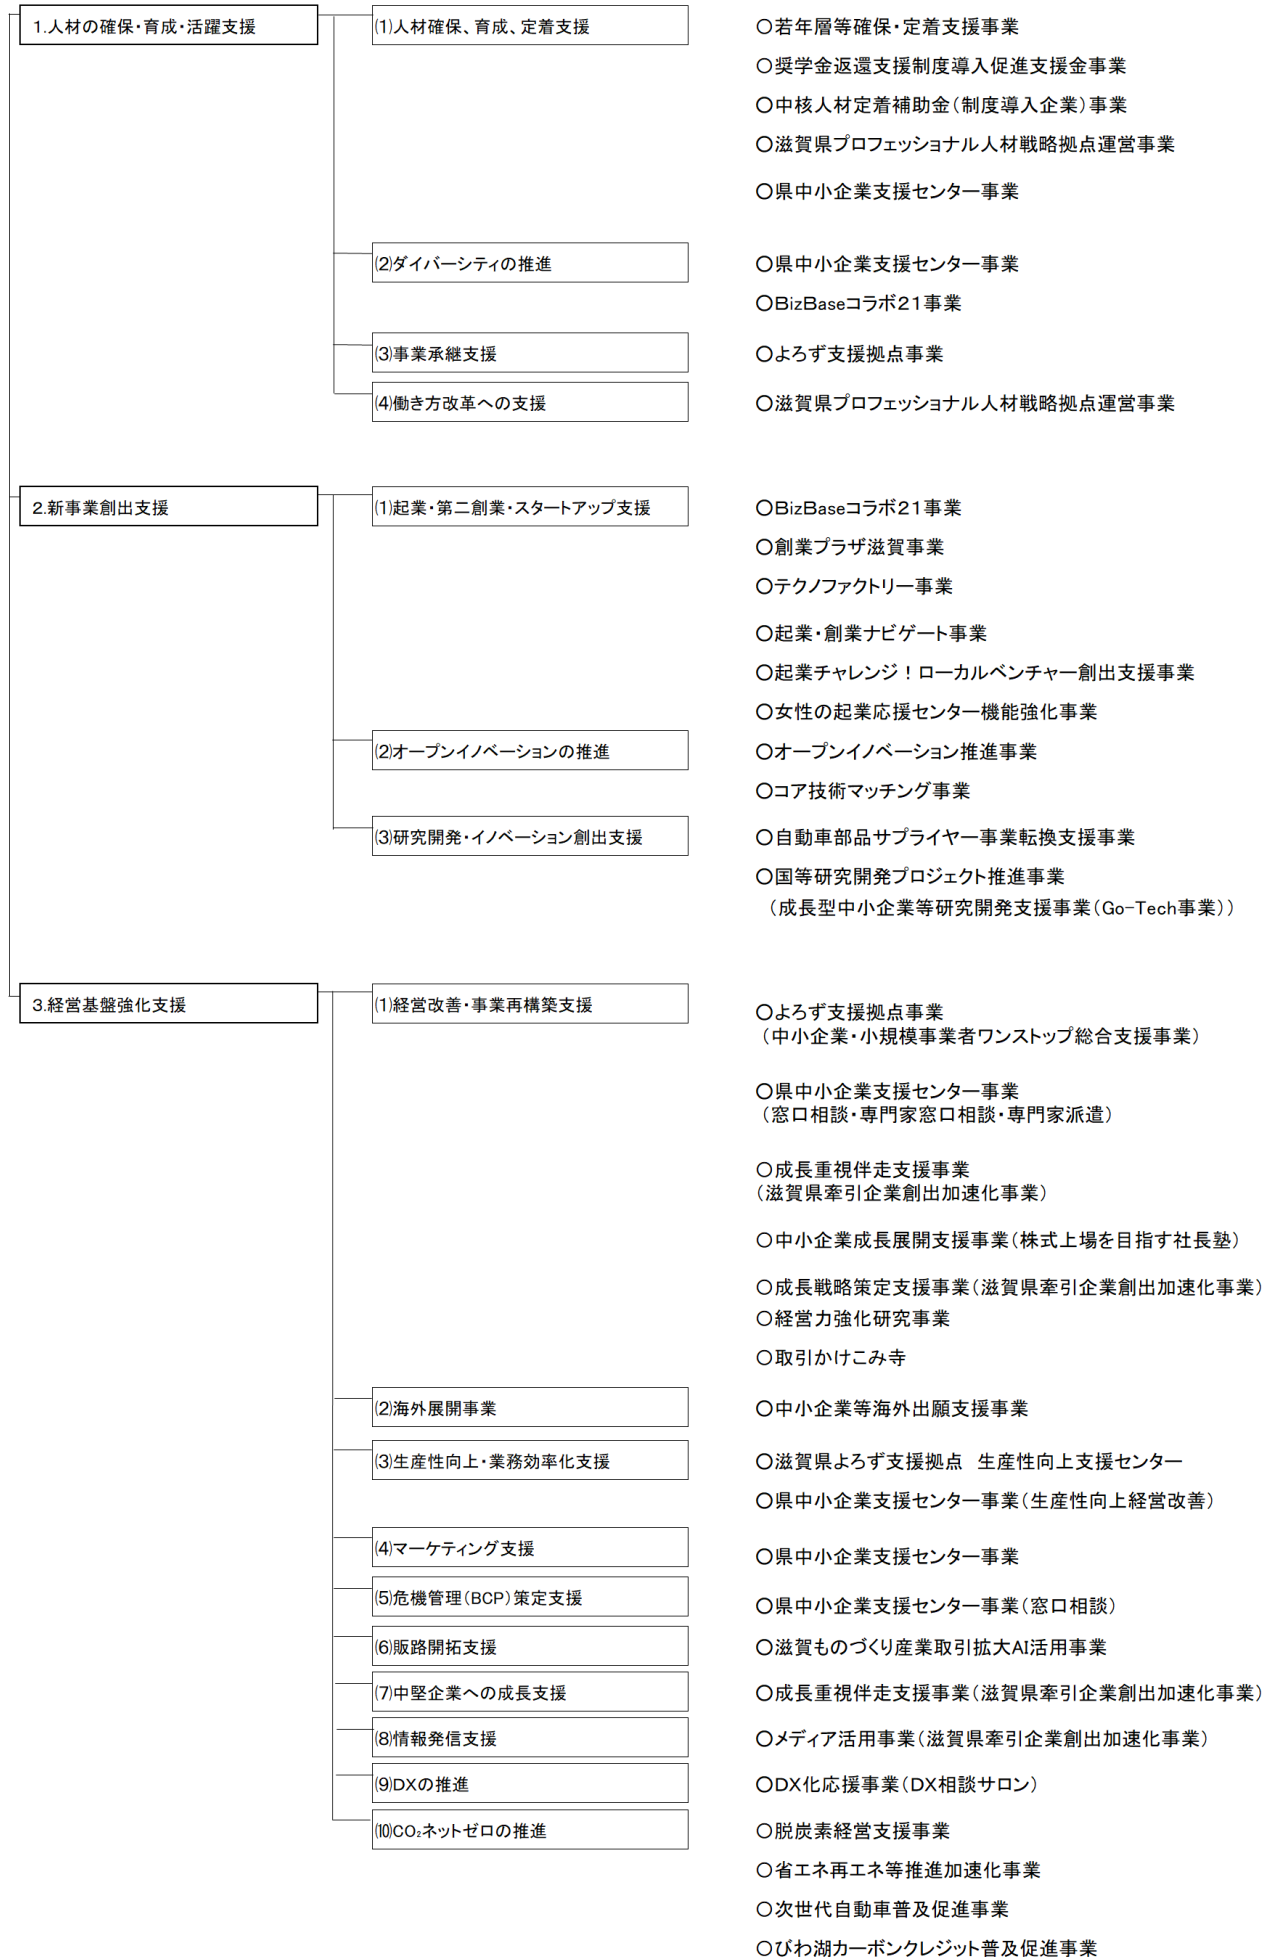 1.人材の確保・育成・活躍支援
⑴人材確保、育成、定着支援
〇若年層等確保・定着支援事業
〇奨学金返還支援制度導入促進支援金事業
〇中核人材定着補助金(制度導入企業)事業
〇滋賀県プロフェッショナル人材戦略拠点運営事業
〇県中小企業支援センター事業
⑵ダイバーシティの推進
〇県中小企業支援センター事業
〇BizBaseコラボ21事業
⑶事業承継支援
〇よろず支援拠点事業
⑷働き方改革への支援
〇滋賀県プロフェッショナル人材戦略拠点運営事業
2.新事業創出支援
⑴起業・第二創業・スタートアップ支援
〇BizBaseコラボ21事業
〇創業プラザ滋賀事業
〇テクノファクトリー事業
〇起業・創業ナビゲート事業
〇起業チャレンジ！ローカルベンチャー創出支援事業
〇女性の起業応援センター機能強化事業
⑵オープンイノベーションの推進
〇オープンイノベーション推進事業
〇コア技術マッチング事業
⑶研究開発・イノベーション創出支援
〇自動車部品サプライヤー事業転換支援事業
〇国等研究開発プロジェクト推進事業
(成長型中小企業等研究開発支援事業(Go-Tech事業))
3.経営基盤強化支援
⑴経営改善・事業再構築支援
〇よろず支援拠点事業
(中小企業・小規模事業者ワンストップ総合支援事業)
〇県中小企業支援センター事業
(窓口相談・専門家窓口相談・専門家派遣)
〇成長重視伴走支援事業
(滋賀県牽引企業創出加速化事業)
〇中小企業成長展開支援事業(株式上場を目指す社長塾)
〇成長戦略策定支援事業(滋賀県牽引企業創出加速化事業)
〇経営力強化研究事業
〇取引かけこみ寺
⑵海外展開事業
〇中小企業等海外出願支援事業
⑶生産性向上・業務効率化支援
〇滋賀県よろず支援拠点　生産性向上支援センター
〇県中小企業支援センター事業(生産性向上経営改善)
⑷マーケティング支援
〇県中小企業支援センター事業
⑸危機管理(BCP)策定支援
〇県中小企業支援センター事業(窓口相談)
⑹販路開拓支援
〇滋賀ものづくり産業取引拡大AI活用事業
⑺中堅企業への成長支援
〇成長重視伴走支援事業(滋賀県牽引企業創出加速化事業)
⑻情報発信支援
〇メディア活用事業(滋賀県牽引企業創出加速化事業)
⑼DXの推進
〇DX化応援事業(DX相談サロン)
⑽CO₂ネットゼロの推進
〇脱炭素経営支援事業
〇省エネ再エネ等推進加速化事業
〇次世代自動車普及促進事業
〇びわ湖カーボンクレジット普及促進事業